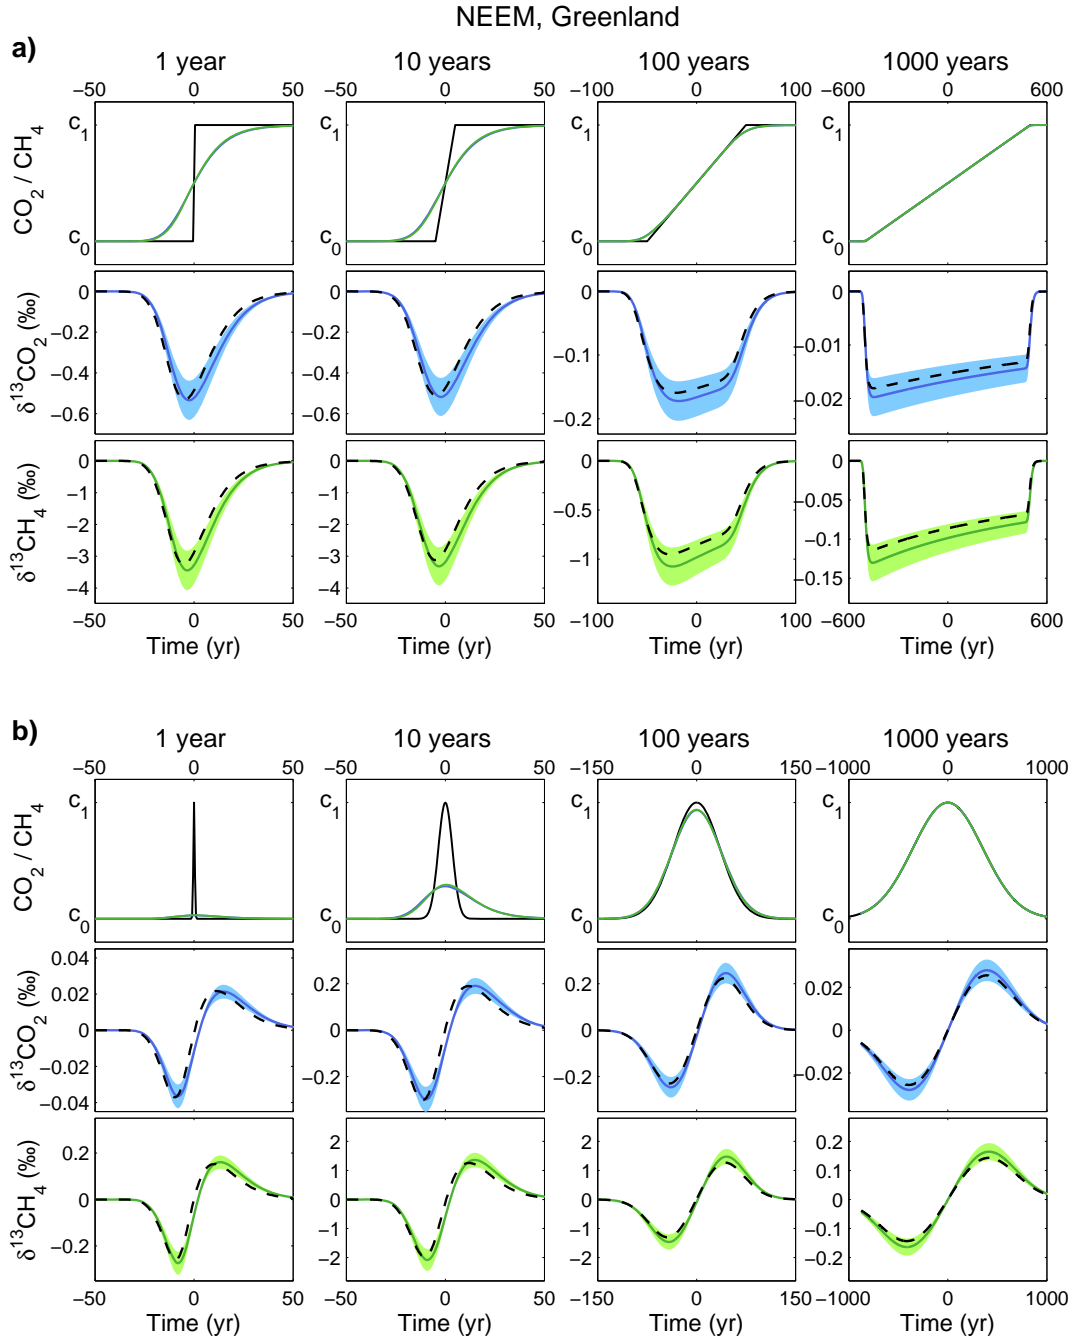 NEEM, Greenland
a)
1 year 10 years 100 years 1000 years
−50 0 50 −50 0 50 −100 0 100 −600 0 600
CO2 / CH4
c1 c1 c1 c1
c0 c0 c0 c0
δ13CO2 (‰)
0 0 0 0
−0.2 −0.2 −0.1 −0.01
−0.4 −0.4 −0.2 −0.02
−0.6 −0.6
δ13CH4 (‰)
0 0 0 0
−1 −1 −0.5 −0.05
−2 −2 −1 −0.1
−3 −3 −0.15
−4 −4
−50 0 50 −50 0 50 −100 0 100 −600 0 600
Time (yr) Time (yr) Time (yr) Time (yr)
b)
1 year 10 years 100 years 1000 years
−50 0 50 −50 0 50 −150 0 150 −1000 0 1000
CO2 / CH4
c1 c1 c1 c1
c0 c0 c0 c0
δ13CO2 (‰)
0.04 0.2 0.2 0.02
0.02 0 0 0
0 −0.2 −0.2 −0.02
−0.02
−0.04
δ13CH4 (‰)
0.2 2 2 0.2
0 1 1 0.1
−0.2 0 0 0
−1 −1 −0.1
−2 −2 −0.2
−50 0 50 −50 0 50 −150 0 150 −1000 0 1000
Time (yr) Time (yr) Time (yr) Time (yr)